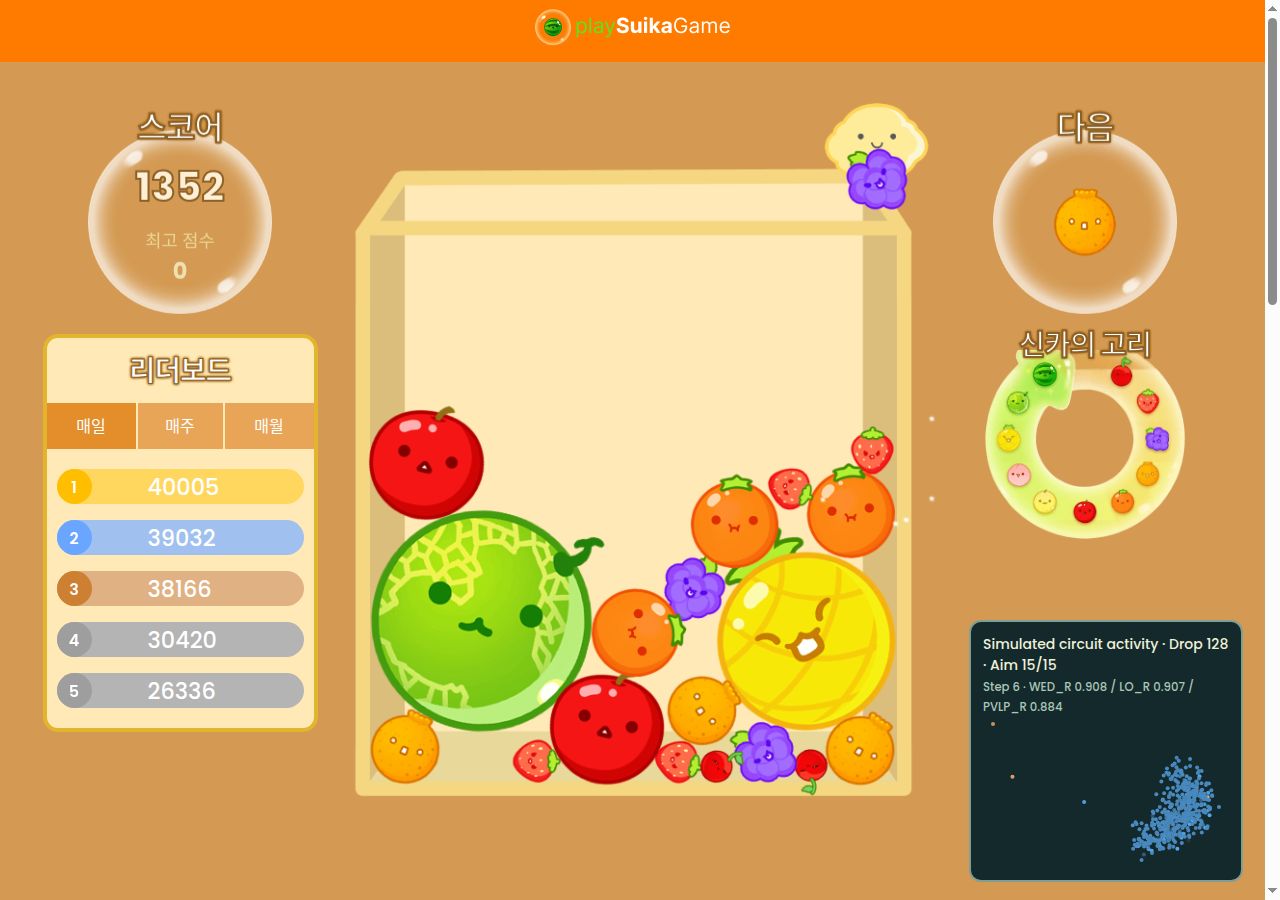 playSuikaGame
스코어
1352
최고 점수
0
다음
리더보드
매일 매주 매월
1 40005
2 39032
3 38166
4 30420
5 26336
신카의 고리
Simulated circuit activity · Drop 128
· Aim 15/15
Step 6 · WED_R 0.908 / LO_R 0.907 /
PVLP_R 0.884